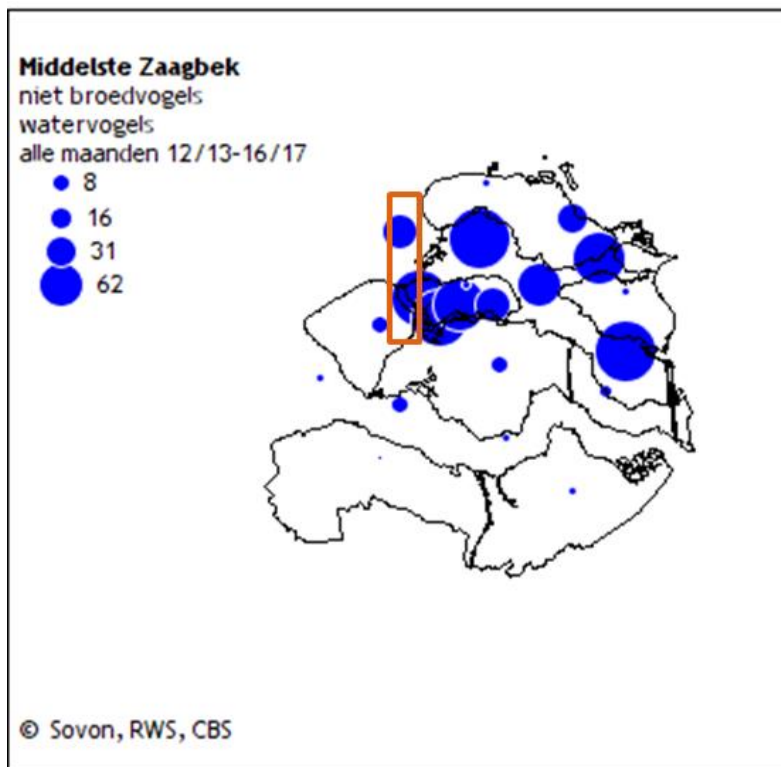 Middelste Zaagbek
niet broedvogels
watervogels
alle maanden 12/13-16/17
8
16
31
62
© Sovon, RWS, CBS